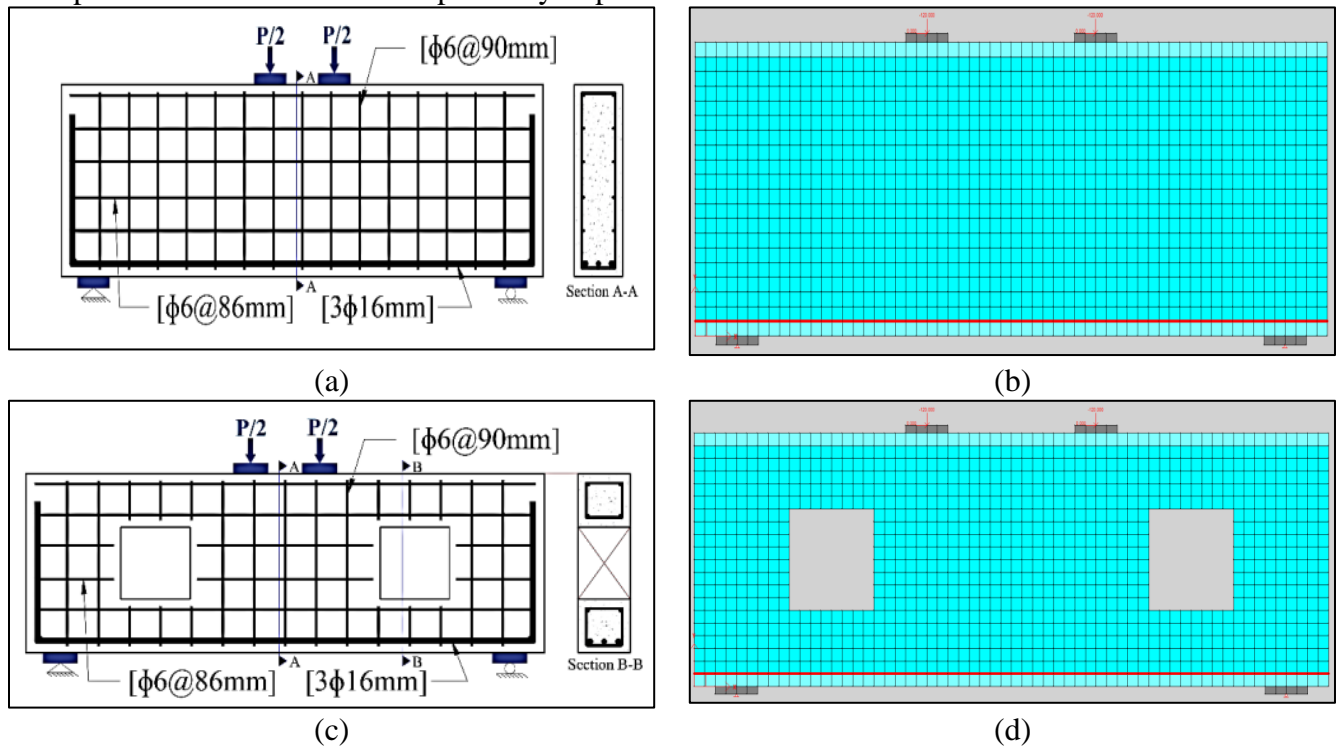 P/2 P/2
[ϕ6@90mm]
A
A
Section A-A
[ϕ6@86mm] [3ϕ16mm]
(a)
(b)
P/2 P/2
[ϕ6@90mm]
A B
A B
Section B-B
[ϕ6@86mm] [3ϕ16mm]
(c)
(d)